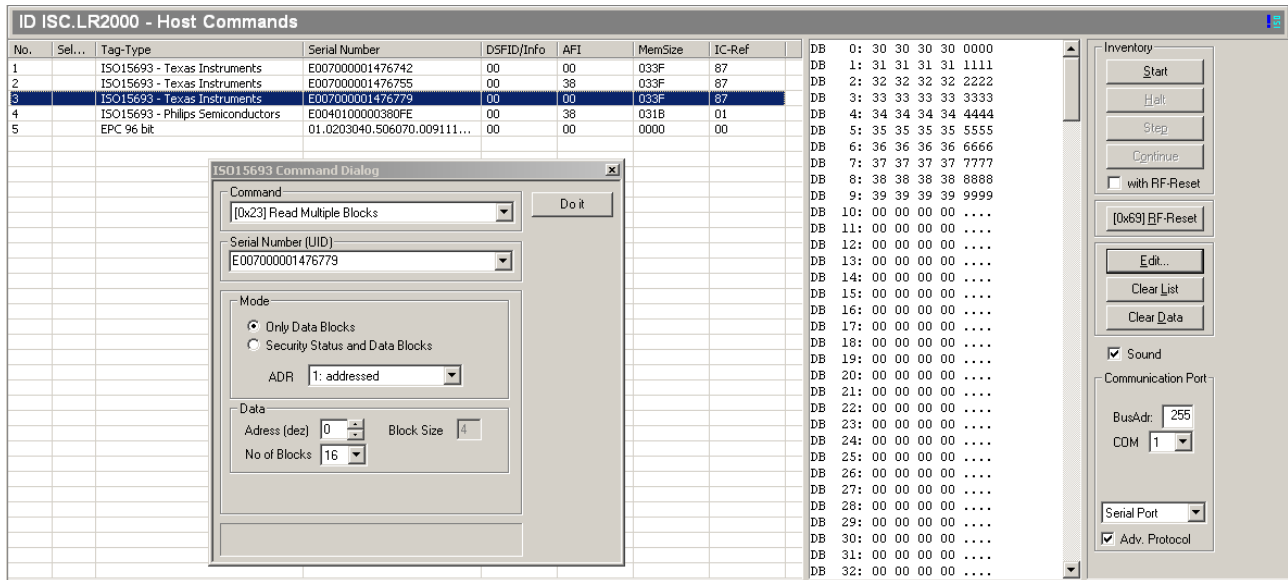 ID ISC.LR2000 - Host Commands
No. Sel... Tag-Type Serial Number DSFID/Info AFI MemSize IC-Ref
1 ISO15693 - Texas Instruments E007000001476742 00 00 033F 87
2 ISO15693 - Texas Instruments E007000001476755 00 38 033F 87
3 ISO15693 - Texas Instruments E007000001476779 00 00 033F 87
4 ISO15693 - Philips Semiconductors E0040100000380FE 00 38 031B 01
5 EPC 96 bit 01.0203040.506070.009111... 00 00 0000 00
ISO15693 Command Dialog
Command
[0x23] Read Multiple Blocks
Do it
Serial Number (UID)
E007000001476779
Mode
Only Data Blocks
Security Status and Data Blocks
ADR 1: addressed
Data
Adress (dez) 0 Block Size 4
No of Blocks 16
DB 0: 30 30 30 30 0000
DB 1: 31 31 31 31 1111
DB 2: 32 32 32 32 2222
DB 3: 33 33 33 33 3333
DB 4: 34 34 34 34 4444
DB 5: 35 35 35 35 5555
DB 6: 36 36 36 36 6666
DB 7: 37 37 37 37 7777
DB 8: 38 38 38 38 8888
DB 9: 39 39 39 39 9999
DB 10: 00 00 00 00 ....
DB 11: 00 00 00 00 ....
DB 12: 00 00 00 00 ....
DB 13: 00 00 00 00 ....
DB 14: 00 00 00 00 ....
DB 15: 00 00 00 00 ....
DB 16: 00 00 00 00 ....
DB 17: 00 00 00 00 ....
DB 18: 00 00 00 00 ....
DB 19: 00 00 00 00 ....
DB 20: 00 00 00 00 ....
DB 21: 00 00 00 00 ....
DB 22: 00 00 00 00 ....
DB 23: 00 00 00 00 ....
DB 24: 00 00 00 00 ....
DB 25: 00 00 00 00 ....
DB 26: 00 00 00 00 ....
DB 27: 00 00 00 00 ....
DB 28: 00 00 00 00 ....
DB 29: 00 00 00 00 ....
DB 30: 00 00 00 00 ....
DB 31: 00 00 00 00 ....
DB 32: 00 00 00 00 ....
Inventory
Start
Halt
Step
Continue
with RF-Reset
[0x69] RF-Reset
Edit...
Clear List
Clear Data
Sound
Communication Port
BusAdr: 255
COM 1
Serial Port
Adv. Protocol